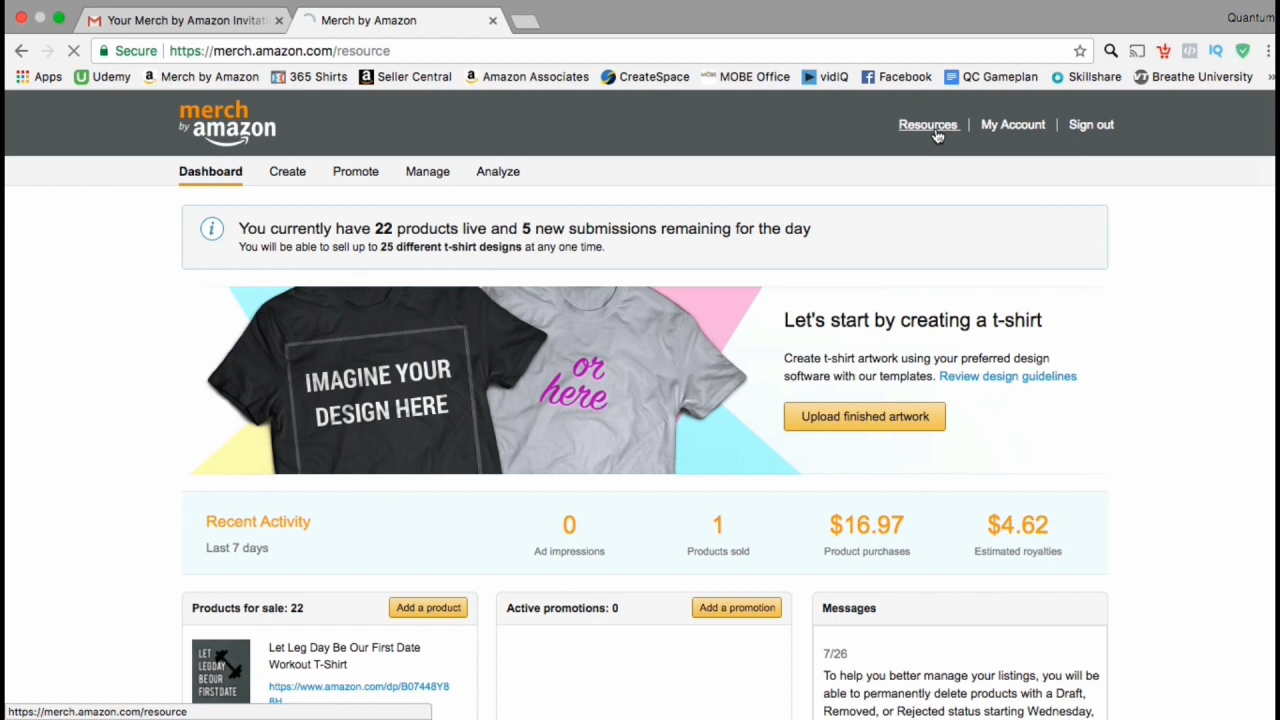 Your Merch by Amazon Invitati
Merch by Amazon
Quantum
Secure
https://merch.amazon.com/resource
IQ
Apps
Udemy
Merch by Amazon
365 Shirts
Seller Central
Amazon Associates
CreateSpace
MOBE Office
vidIQ
Facebook
QC Gameplan
Skillshare
Breathe University
»
merch
by amazon
Resources | My Account | Sign out
Dashboard
Create
Promote
Manage
Analyze
You currently have 22 products live and 5 new submissions remaining for the day
You will be able to sell up to 25 different t-shirt designs at any one time.
IMAGINE YOUR
DESIGN HERE
or
here
Let's start by creating a t-shirt
Create t-shirt artwork using your preferred design
software with our templates. Review design guidelines
Upload finished artwork
Recent Activity
Last 7 days
0
Ad impressions
1
Products sold
$16.97
Product purchases
$4.62
Estimated royalties
Products for sale: 22
Add a product
LET
LEG DAY
BE OUR
FIRST DATE
Let Leg Day Be Our First Date
Workout T-Shirt
https://www.amazon.com/dp/B07448Y8
8H
Active promotions: 0
Add a promotion
Messages
7/26
To help you better manage your listings, you will be
able to permanently delete products with a Draft,
Removed, or Rejected status starting Wednesday,
https://merch.amazon.com/resource